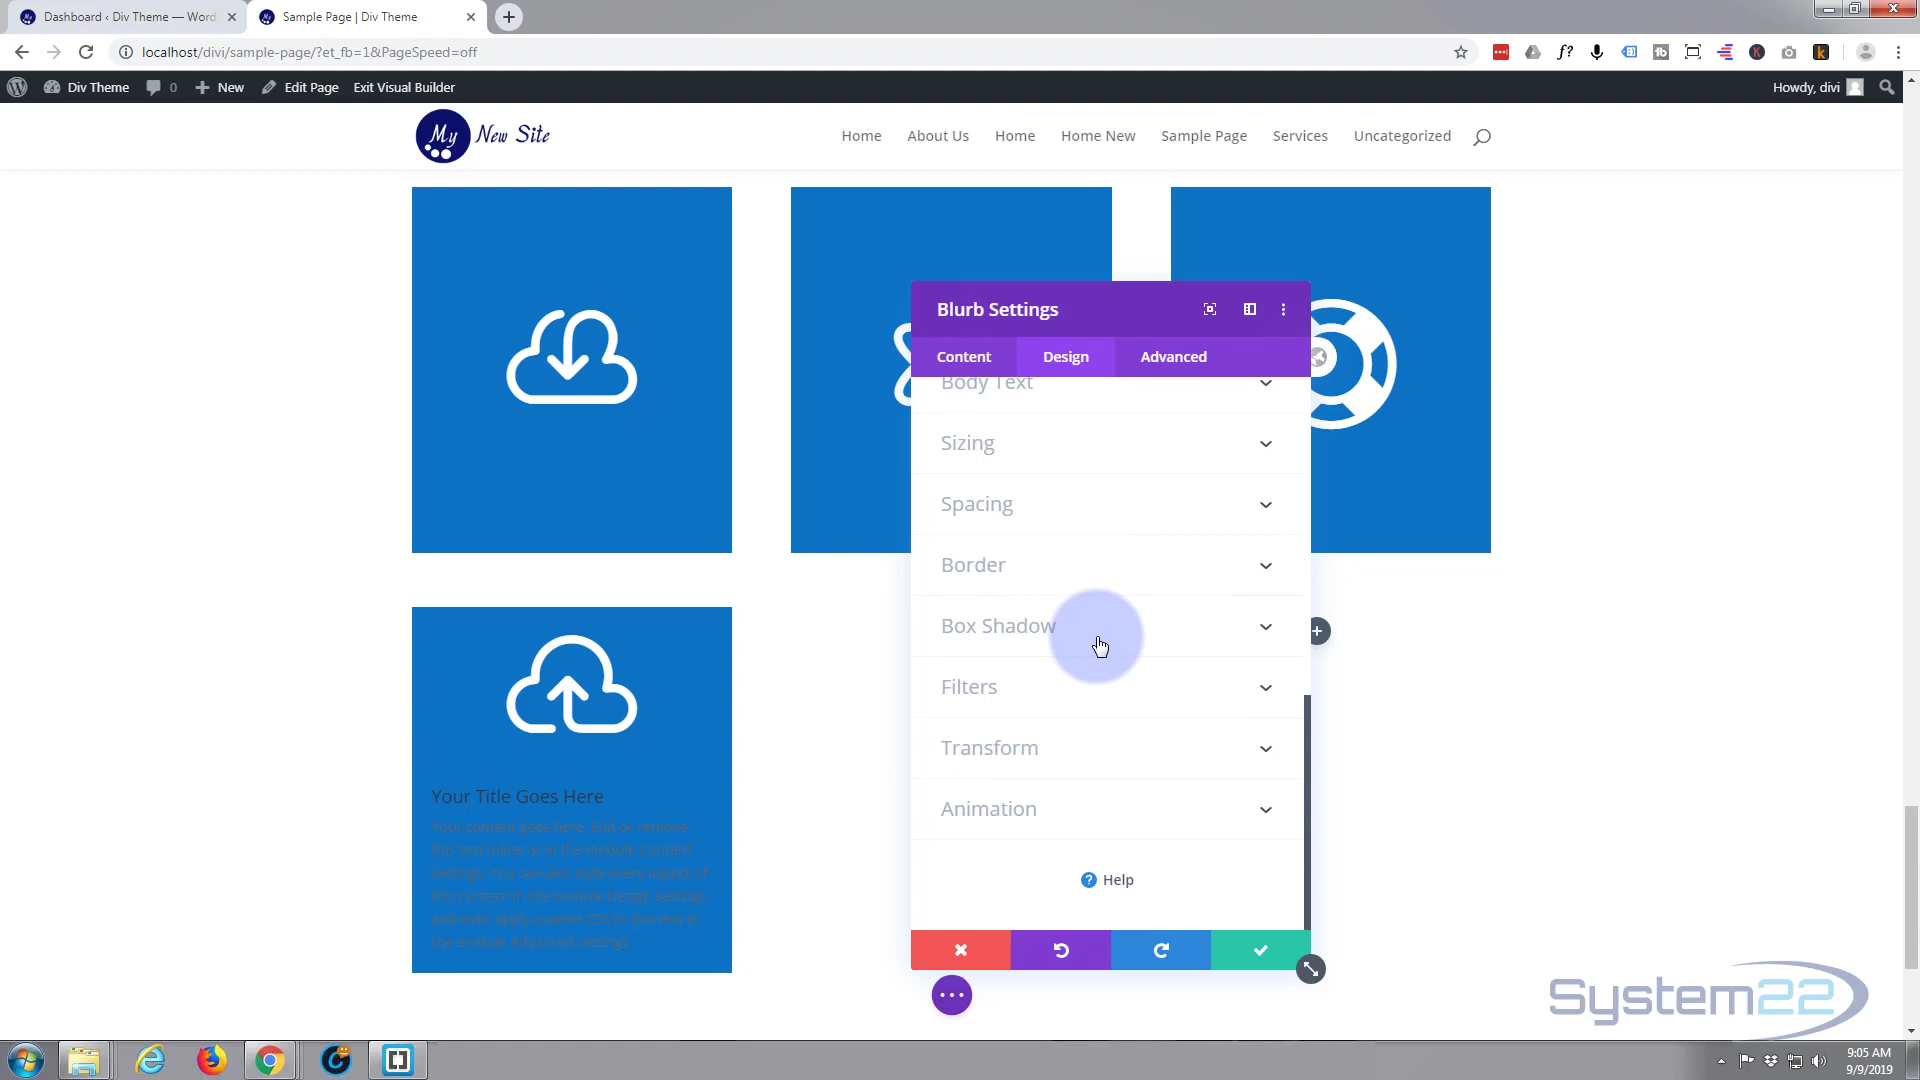 Dashboard ‹ Div Theme — Word
Sample Page | Div Theme
localhost/divi/sample-page/?et_fb=1&PageSpeed=off
Div Theme
0
New
Edit Page
Exit Visual Builder
Howdy, divi
My New Site
Home
About Us
Home
Home New
Sample Page
Services
Uncategorized
Blurb Settings
Content
Design
Advanced
Body Text
Sizing
Spacing
Border
Box Shadow
Filters
Transform
Animation
Help
Your Title Goes Here
Your content goes here. Edit or remove
this text inline or in the module Content
settings. You can also style every aspect of
this content in the module Design settings
and even apply custom CSS to this text in
the module Advanced settings.
System22
9:05 AM
9/9/2019